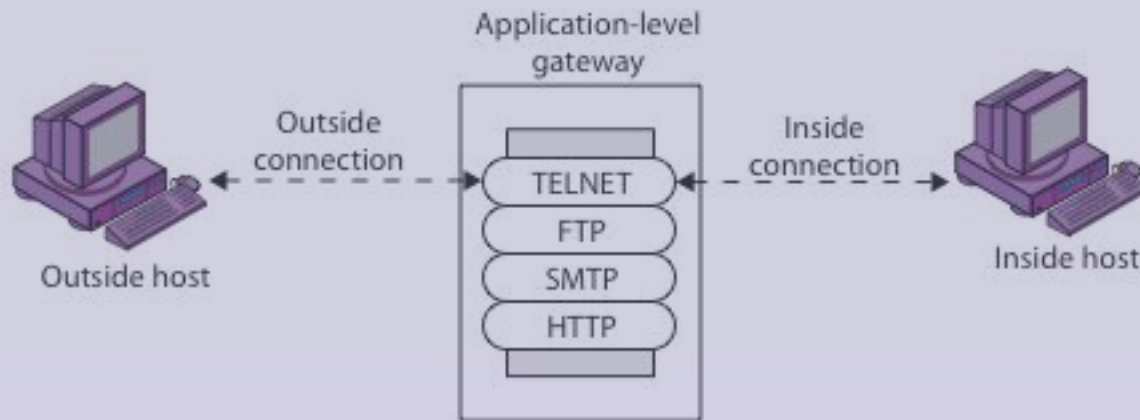 Application-level
gateway
Outside
connection
Inside
connection
TELNET
FTP
SMTP
HTTP
Outside host
Inside host